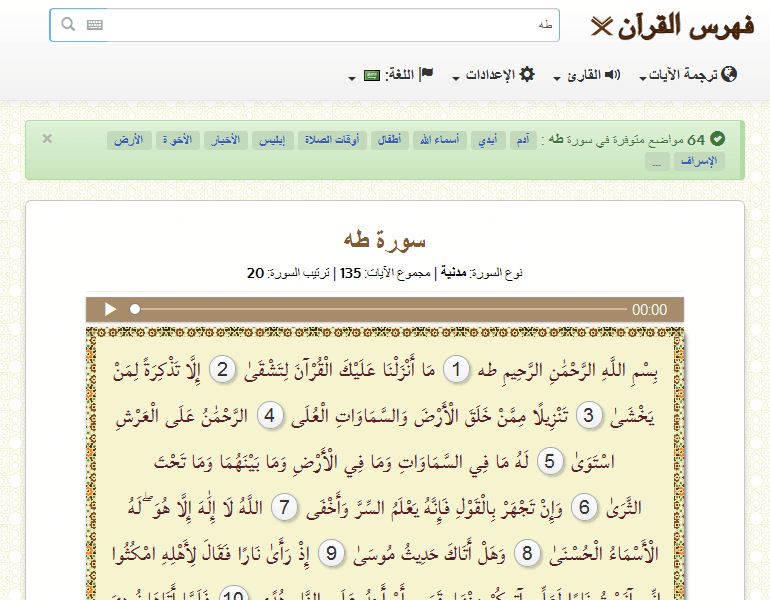 فهرس القرآن
طه
ترجمة الآيات
القارئ
الإعدادات
اللغة:
64 مواضع متوفرة في سورة طه : آدم أيدي أسماء الله أطفال أوقات الصلاة إبليس الأخبار الأخوة الأرض
الإسراف ...
سورة طه
نوع السورة: مدنية | مجموع الآيات: 135 | ترتيب السورة: 20
00:00
بِسْمِ اللَّهِ الرَّحْمَٰنِ الرَّحِيمِ طه 1 مَا أَنْزَلْنَا عَلَيْكَ الْقُرْآنَ لِتَشْقَىٰ 2 إِلَّا تَذْكِرَةً لِمَنْ
يَخْشَىٰ 3 تَنْزِيلًا مِمَّنْ خَلَقَ الْأَرْضَ وَالسَّمَاوَاتِ الْعُلَى 4 الرَّحْمَٰنُ عَلَى الْعَرْشِ
اسْتَوَىٰ 5 لَهُ مَا فِي السَّمَاوَاتِ وَمَا فِي الْأَرْضِ وَمَا بَيْنَهُمَا وَمَا تَحْتَ
الثَّرَىٰ 6 وَإِنْ تَجْهَرْ بِالْقَوْلِ فَإِنَّهُ يَعْلَمُ السِّرَّ وَأَخْفَى 7 اللَّهُ لَا إِلَٰهَ إِلَّا هُوَ ۖ لَهُ
الْأَسْمَاءُ الْحُسْنَىٰ 8 وَهَلْ أَتَاكَ حَدِيثُ مُوسَىٰ 9 إِذْ رَأَىٰ نَارًا فَقَالَ لِأَهْلِهِ امْكُثُوا
10